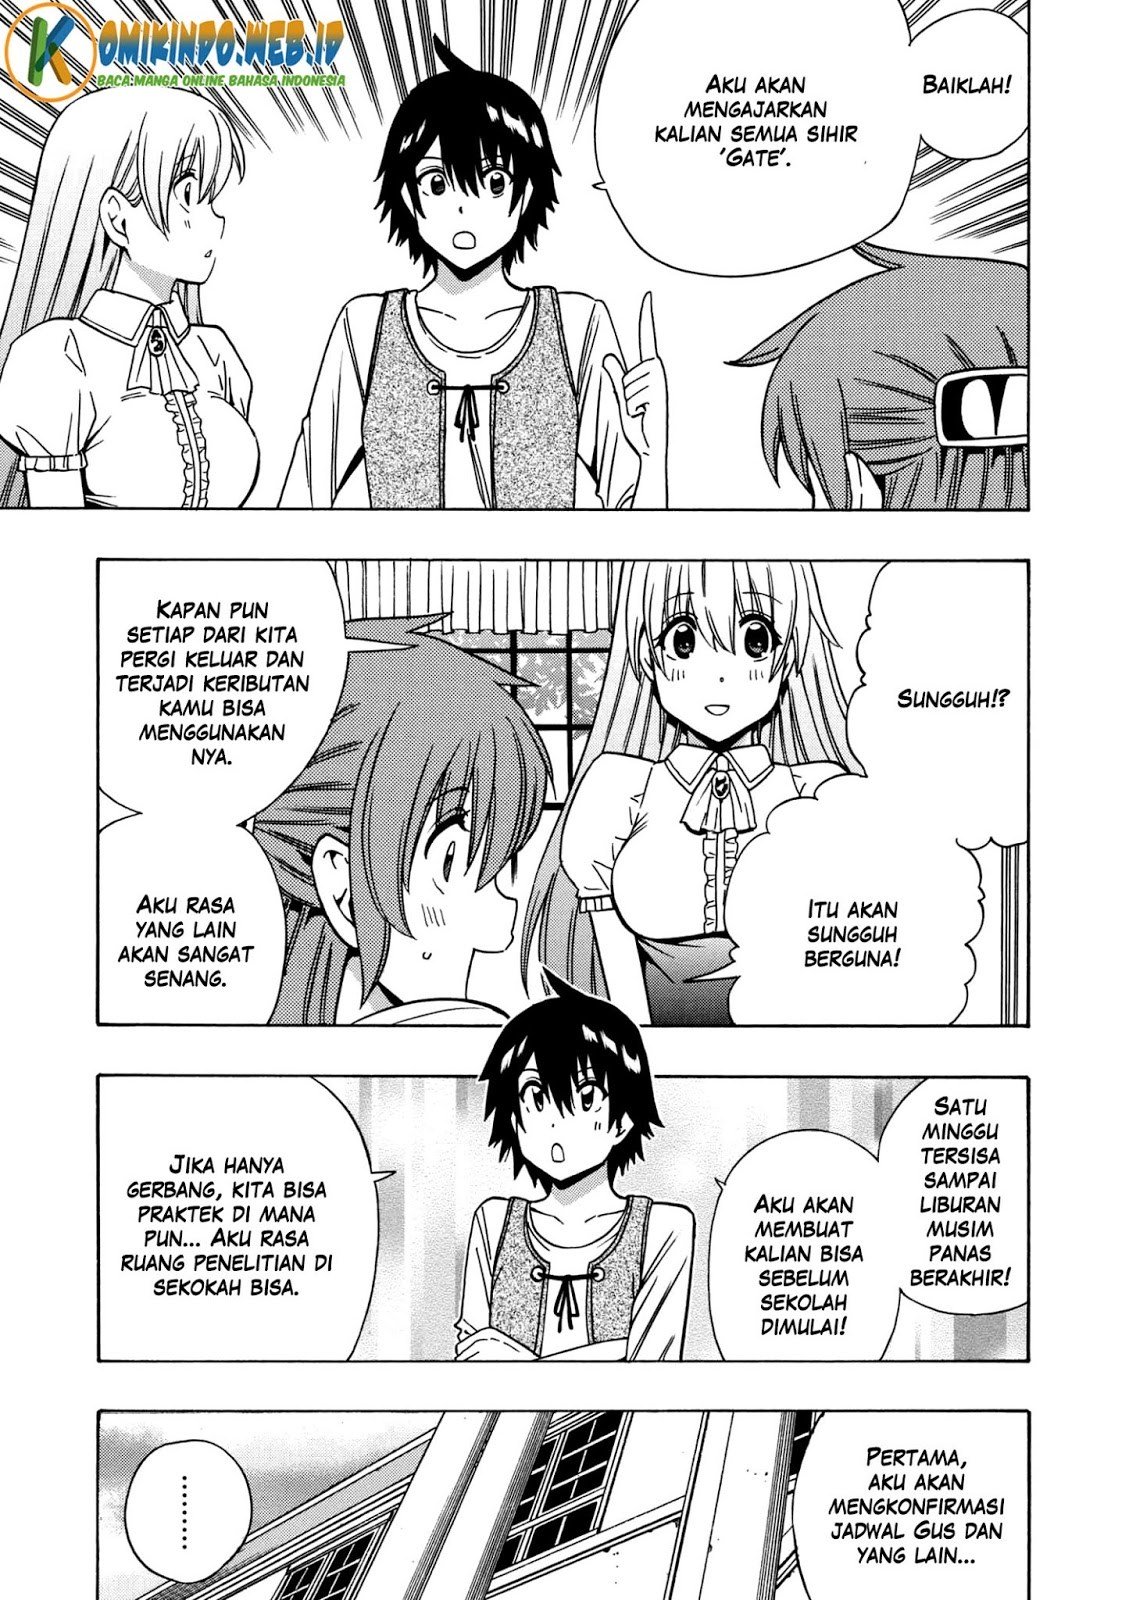 KOMIKINDO.WEB.ID
BACA MANGA ONLINE BAHASA INDONESIA
BAIKLAH!
AKU AKAN
MENGAJARKAN
KALIAN SEMUA SIHIR
'GATE'.
SUNGGUH!?
ITU AKAN
SUNGGUH
BERGUNA!
KAPAN PUN
SETIAP DARI KITA
PERGI KELUAR DAN
TERJADI KERIBUTAN
KAMU BISA
MENGGUNAKAN
NYA.
AKU RASA
YANG LAIN
AKAN SANGAT
SENANG.
SATU
MINGGU
TERSISA
SAMPAI
LIBURAN
MUSIM
PANAS
BERAKHIR!
AKU AKAN
MEMBUAT
KALIAN BISA
SEBELUM
SEKOLAH
DIMULAI!
JIKA HANYA
GERBANG, KITA BISA
PRAKTEK DI MANA
PUN... AKU RASA
RUANG PENELITIAN DI
SEKOKAH BISA.
PERTAMA,
AKU AKAN
MENGKONFIRMASI
JADWAL GUS DAN
YANG LAIN...
........